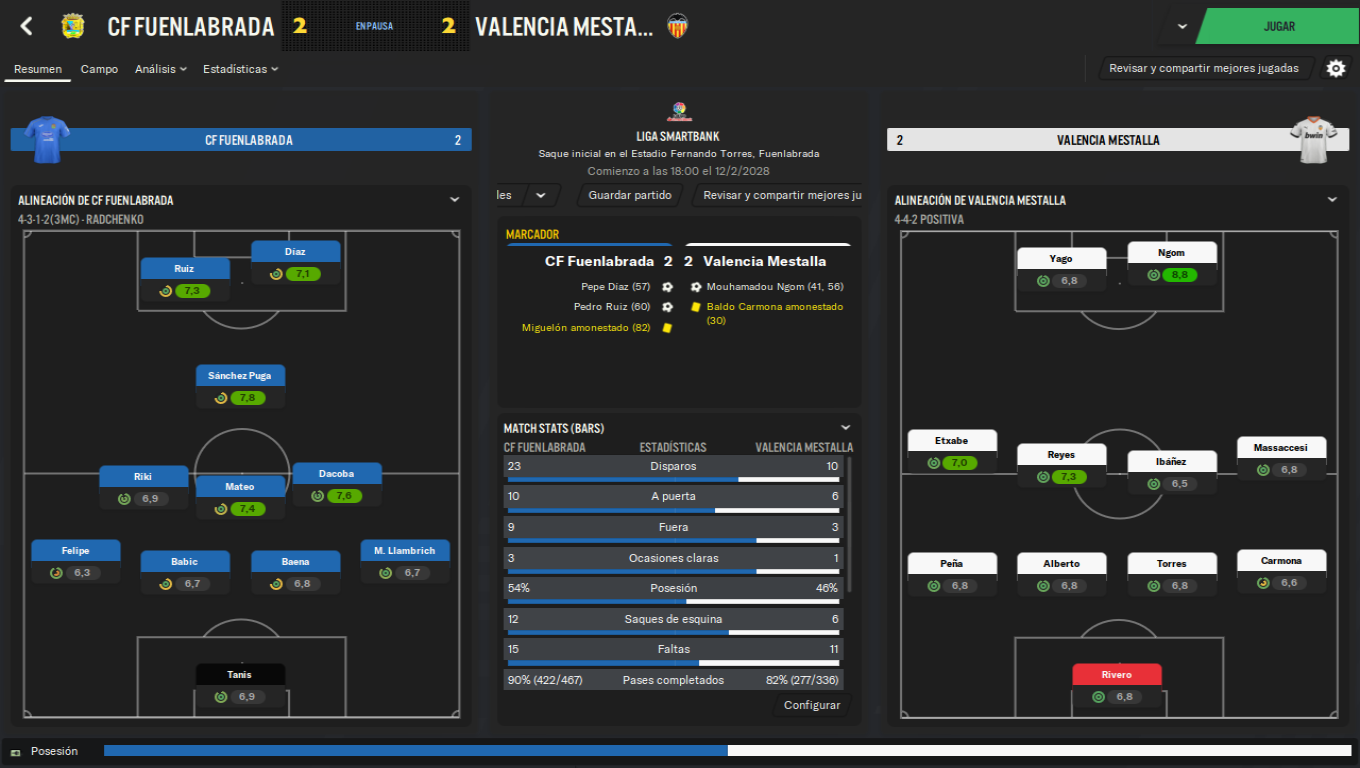 CF FUENLABRADA 2 EN PAUSA 2 VALENCIA MESTA...
JUGAR
Resumen Campo Análisis Estadísticas
Revisar y compartir mejores jugadas
CF FUENLABRADA 2
ALINEACIÓN DE CF FUENLABRADA
4-3-1-2(3MC) - RADCHENKO
Díaz
7,1
Ruiz
7,3
Sánchez Puga
7,8
Riki
6,9
Mateo
7,4
Dacoba
7,6
Felipe
6,3
Babic
6,7
Baena
6,8
M. Llambrich
6,7
Tanis
6,9
LIGA SMARTBANK
Saque inicial en el Estadio Fernando Torres, Fuenlabrada
Comienzo a las 18:00 el 12/2/2028
les Guardar partido Revisar y compartir mejores ju
MARCADOR
CF Fuenlabrada 2 2 Valencia Mestalla
Pepe Díaz (57) Mouhamadou Ngom (41, 56)
Pedro Ruiz (60) Baldo Carmona amonestado
(30)
Miguelón amonestado (82)
MATCH STATS (BARS)
CF FUENLABRADA ESTADÍSTICAS VALENCIA MESTALLA
23 Disparos 10
10 A puerta 6
9 Fuera 3
3 Ocasiones claras 1
54% Posesión 46%
12 Saques de esquina 6
15 Faltas 11
90% (422/467) Pases completados 82% (277/336)
Configurar
2 VALENCIA MESTALLA
bwin
ALINEACIÓN DE VALENCIA MESTALLA
4-4-2 POSITIVA
Yago
6,8
Ngom
8,8
Etxabe
7,0
Reyes
7,3
Ibáñez
6,5
Massaccesi
6,8
Peña
6,8
Alberto
6,8
Torres
6,8
Carmona
6,6
Rivero
6,8
Posesión